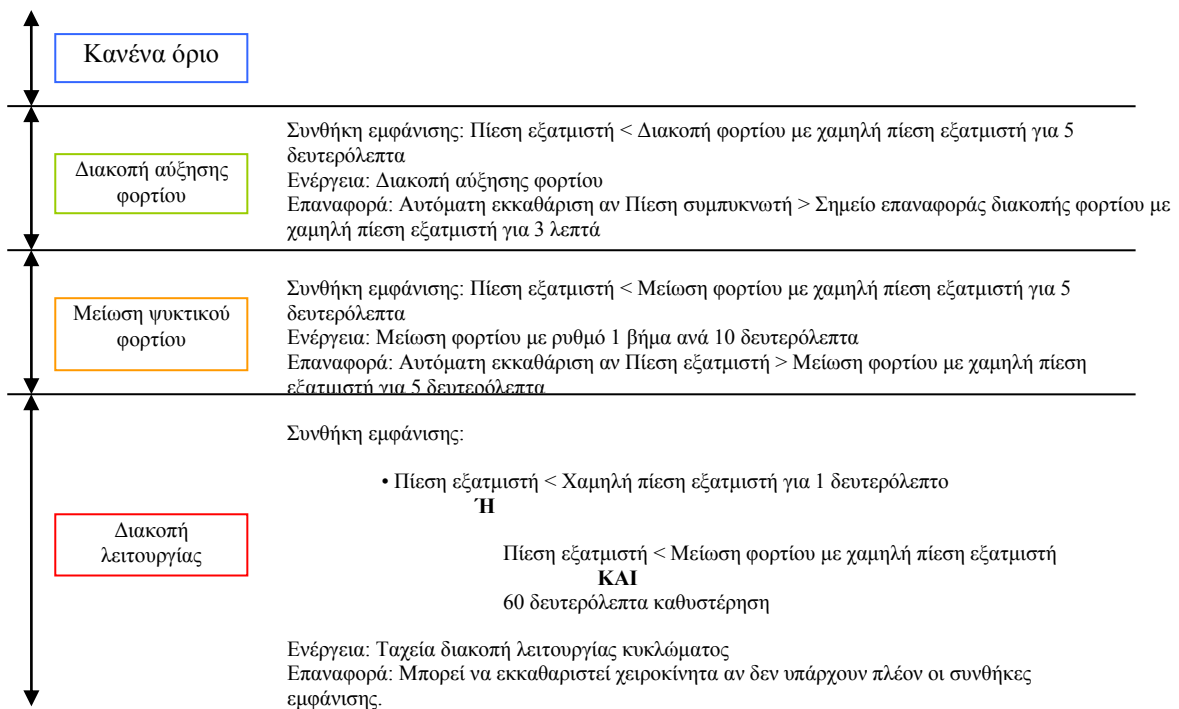 Κανένα όριο
Διακοπή αύξησης
φορτίου
Συνθήκη εμφάνισης: Πίεση εξατμιστή < Διακοπή φορτίου με χαμηλή πίεση εξατμιστή για 5
δευτερόλεπτα
Ενέργεια: Διακοπή αύξησης φορτίου
Επαναφορά: Αυτόματη εκκαθάριση αν Πίεση συμπυκνωτή > Σημείο επαναφοράς διακοπής φορτίου με
χαμηλή πίεση εξατμιστή για 3 λεπτά
Μείωση ψυκτικού
φορτίου
Συνθήκη εμφάνισης: Πίεση εξατμιστή < Μείωση φορτίου με χαμηλή πίεση εξατμιστή για 5
δευτερόλεπτα
Ενέργεια: Μείωση φορτίου με ρυθμό 1 βήμα ανά 10 δευτερόλεπτα
Επαναφορά: Αυτόματη εκκαθάριση αν Πίεση εξατμιστή > Μείωση φορτίου με χαμηλή πίεση
εξατμιστή για 5 δευτερόλεπτα
Διακοπή
λειτουργίας
Συνθήκη εμφάνισης:
• Πίεση εξατμιστή < Χαμηλή πίεση εξατμιστή για 1 δευτερόλεπτο
Ή
Πίεση εξατμιστή < Μείωση φορτίου με χαμηλή πίεση εξατμιστή
ΚΑΙ
60 δευτερόλεπτα καθυστέρηση
Ενέργεια: Ταχεία διακοπή λειτουργίας κυκλώματος
Επαναφορά: Μπορεί να εκκαθαριστεί χειροκίνητα αν δεν υπάρχουν πλέον οι συνθήκες
εμφάνισης.